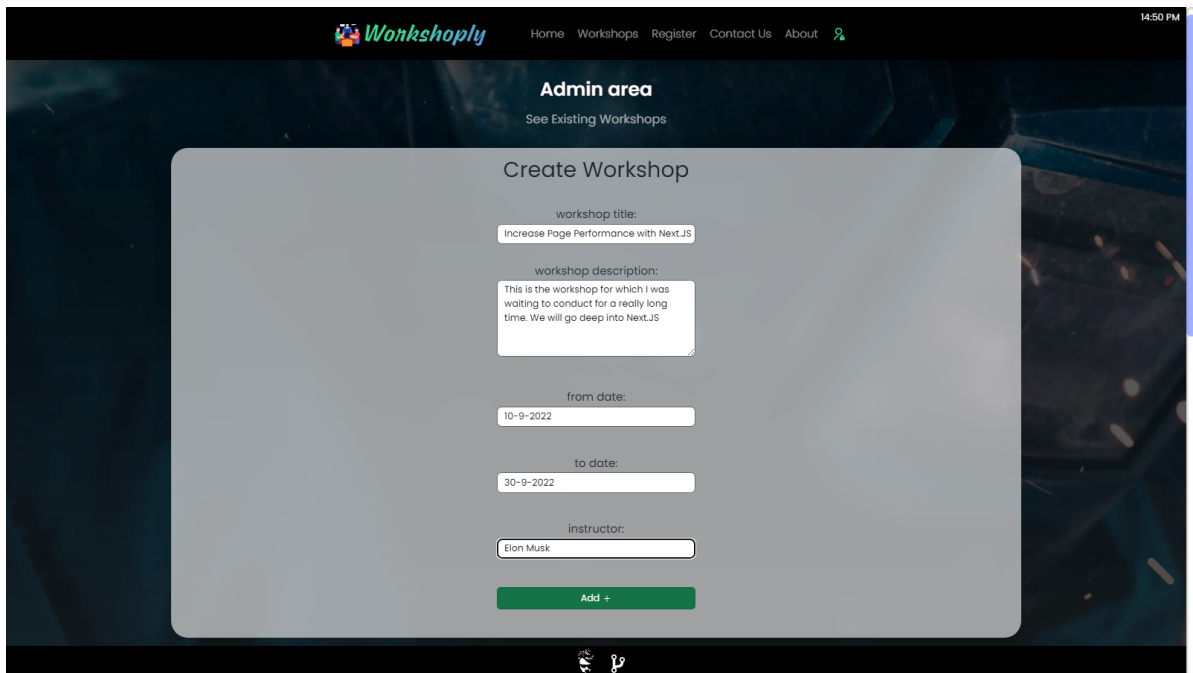 14:50 PM
Workshoply Home Workshops Register Contact Us About
Admin area
See Existing Workshops
Create Workshop
workshop title:
Increase Page Performance with Next.JS
workshop description:
This is the workshop for which I was
waiting to conduct for a really long
time. We will go deep into Next.JS
from date:
10-9-2022
to date:
30-9-2022
instructor:
Elon Musk
Add +